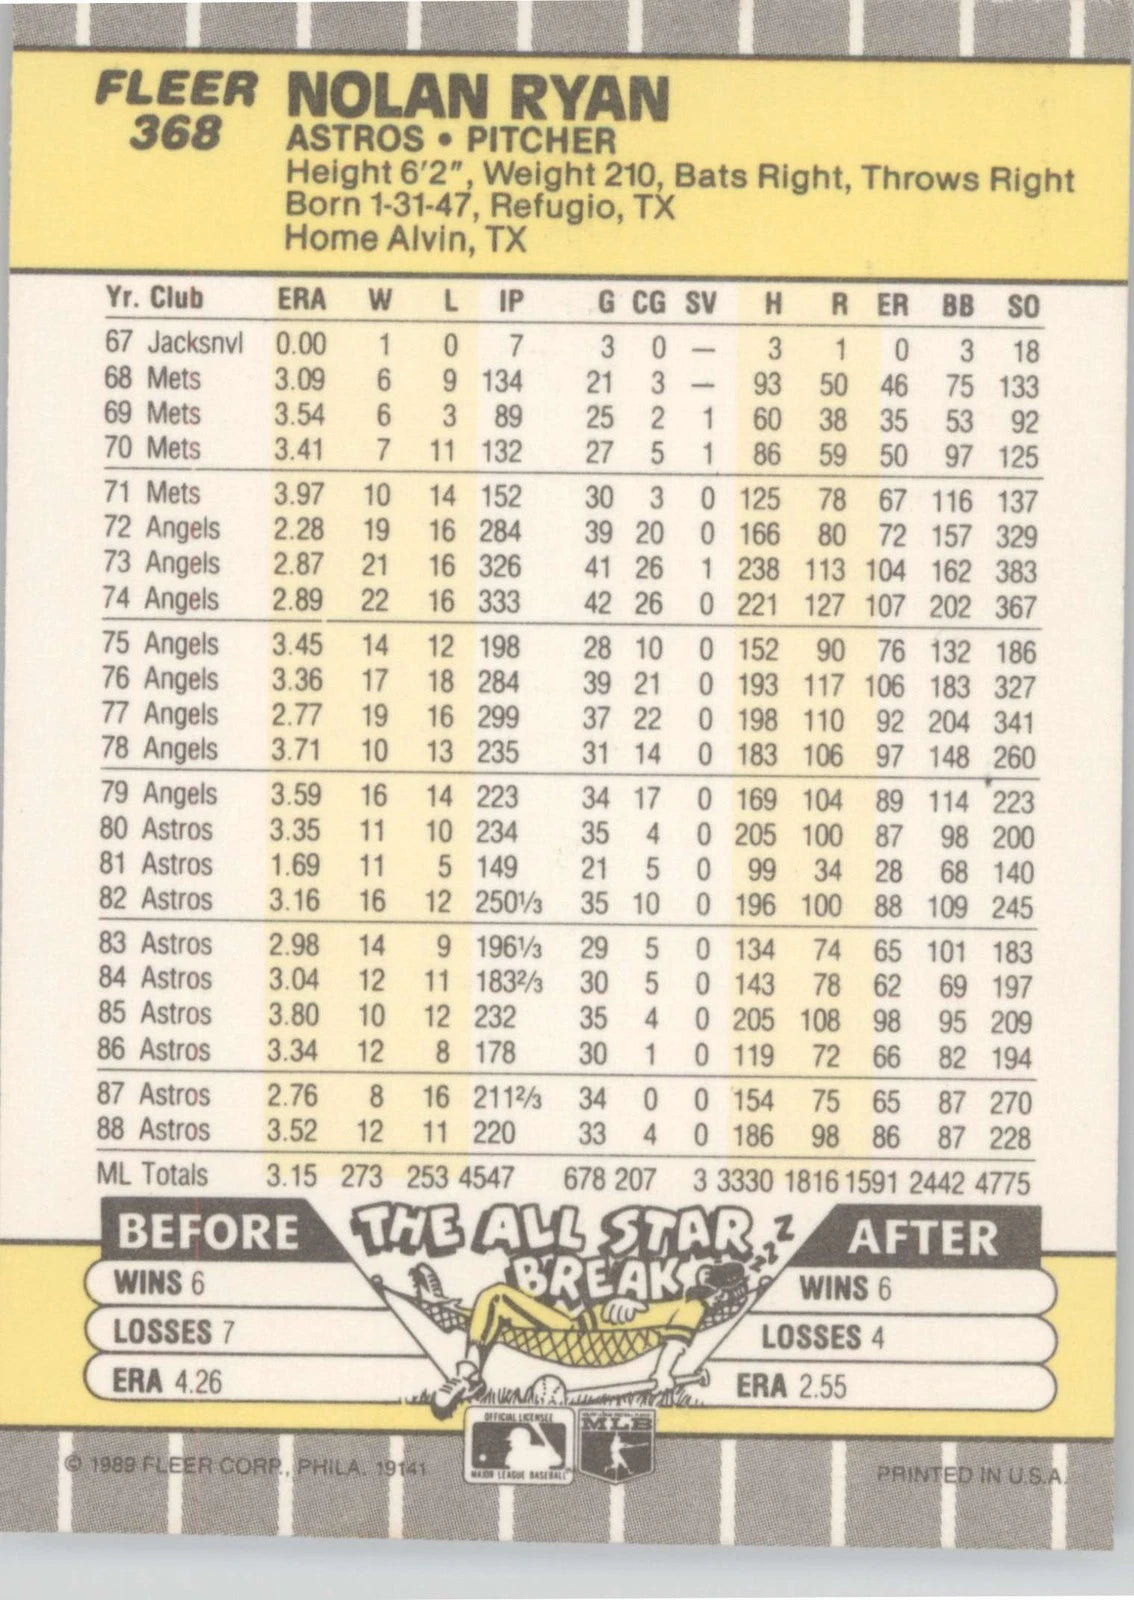 FLEER NOLAN RYAN
368 ASTROS • PITCHER
Height 6'2", Weight 210, Bats Right, Throws Right
Born 1-31-47, Refugio, TX
Home Alvin, TX
Yr. Club ERA W L IP G CG SV H R ER BB SO
67 Jacksnvl 0.00 1 0 7 3 0 — 3 1 0 3 18
68 Mets 3.09 6 9 134 21 3 — 93 50 46 75 133
69 Mets 3.54 6 3 89 25 2 1 60 38 35 53 92
70 Mets 3.41 7 11 132 27 5 1 86 59 50 97 125
71 Mets 3.97 10 14 152 30 3 0 125 78 67 116 137
72 Angels 2.28 19 16 284 39 20 0 166 80 72 157 329
73 Angels 2.87 21 16 326 41 26 1 238 113 104 162 383
74 Angels 2.89 22 16 333 42 26 0 221 127 107 202 367
75 Angels 3.45 14 12 198 28 10 0 152 90 76 132 186
76 Angels 3.36 17 18 284 39 21 0 193 117 106 183 327
77 Angels 2.77 19 16 299 37 22 0 198 110 92 204 341
78 Angels 3.71 10 13 235 31 14 0 183 106 97 148 260
79 Angels 3.59 16 14 223 34 17 0 169 104 89 114 223
80 Astros 3.35 11 10 234 35 4 0 205 100 87 98 200
81 Astros 1.69 11 5 149 21 5 0 99 34 28 68 140
82 Astros 3.16 16 12 250⅓ 35 10 0 196 100 88 109 245
83 Astros 2.98 14 9 196⅓ 29 5 0 134 74 65 101 183
84 Astros 3.04 12 11 183⅔ 30 5 0 143 78 62 69 197
85 Astros 3.80 10 12 232 35 4 0 205 108 98 95 209
86 Astros 3.34 12 8 178 30 1 0 119 72 66 82 194
87 Astros 2.76 8 16 211⅔ 34 0 0 154 75 65 87 270
88 Astros 3.52 12 11 220 33 4 0 186 98 86 87 228
ML Totals 3.15 273 253 4547 678 207 3 3330 1816 1591 2442 4775
BEFORE THE ALL STAR BREAK ZZZZ AFTER
WINS 6 WINS 6
LOSSES 7 LOSSES 4
ERA 4.26 ERA 2.55
OFFICIAL LICENSEE
MAJOR LEAGUE BASEBALL
MLB
© 1989 FLEER CORP., PHILA. 19141 PRINTED IN U.S.A.